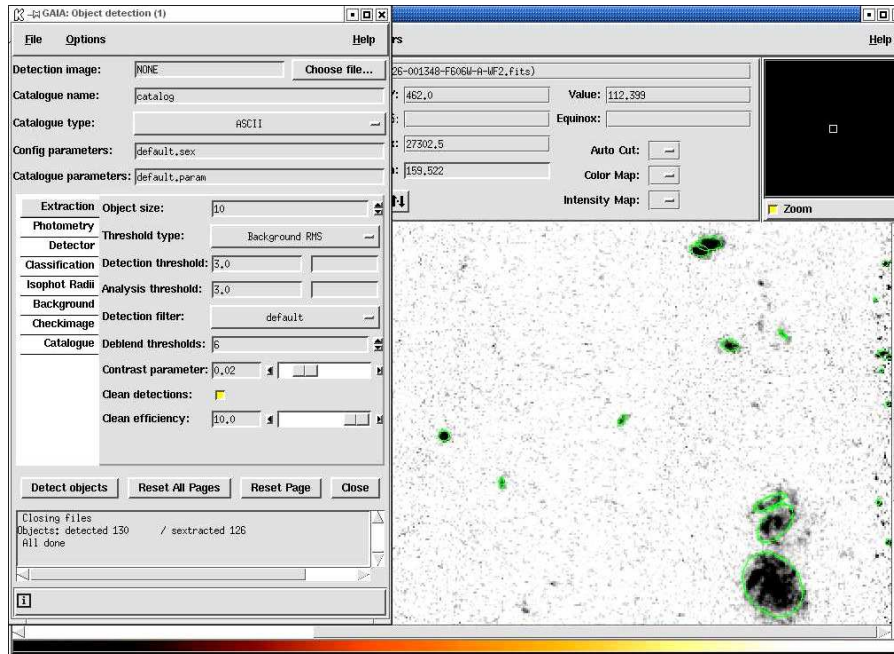 GAIA: Object detection (1)
File Options Help
Detection image: NONE Choose file...
Catalogue name: catalog
Catalogue type: ASCII
Config parameters: default.sex
Catalogue parameters: default.param
Extraction
Photometry
Detector
Classification
Isophot Radii
Background
Checkimage
Catalogue
Object size: 10
Threshold type: Background RMS
Detection threshold: 3.0
Analysis threshold: 3.0
Detection filter: default
Deblend thresholds: 6
Contrast parameter: 0.02
Clean detections:
Clean efficiency: 10.0
Detect objects Reset All Pages Reset Page Close
Closing files
Objects: detected 130 / sextracted 126
All done
rs Help
26-001348-F606W-A-WF2.fits)
Y: 462.0 Value: 112.399
Equinox:
27302.5 Auto Cut:
159.522 Color Map:
Intensity Map:
Zoom